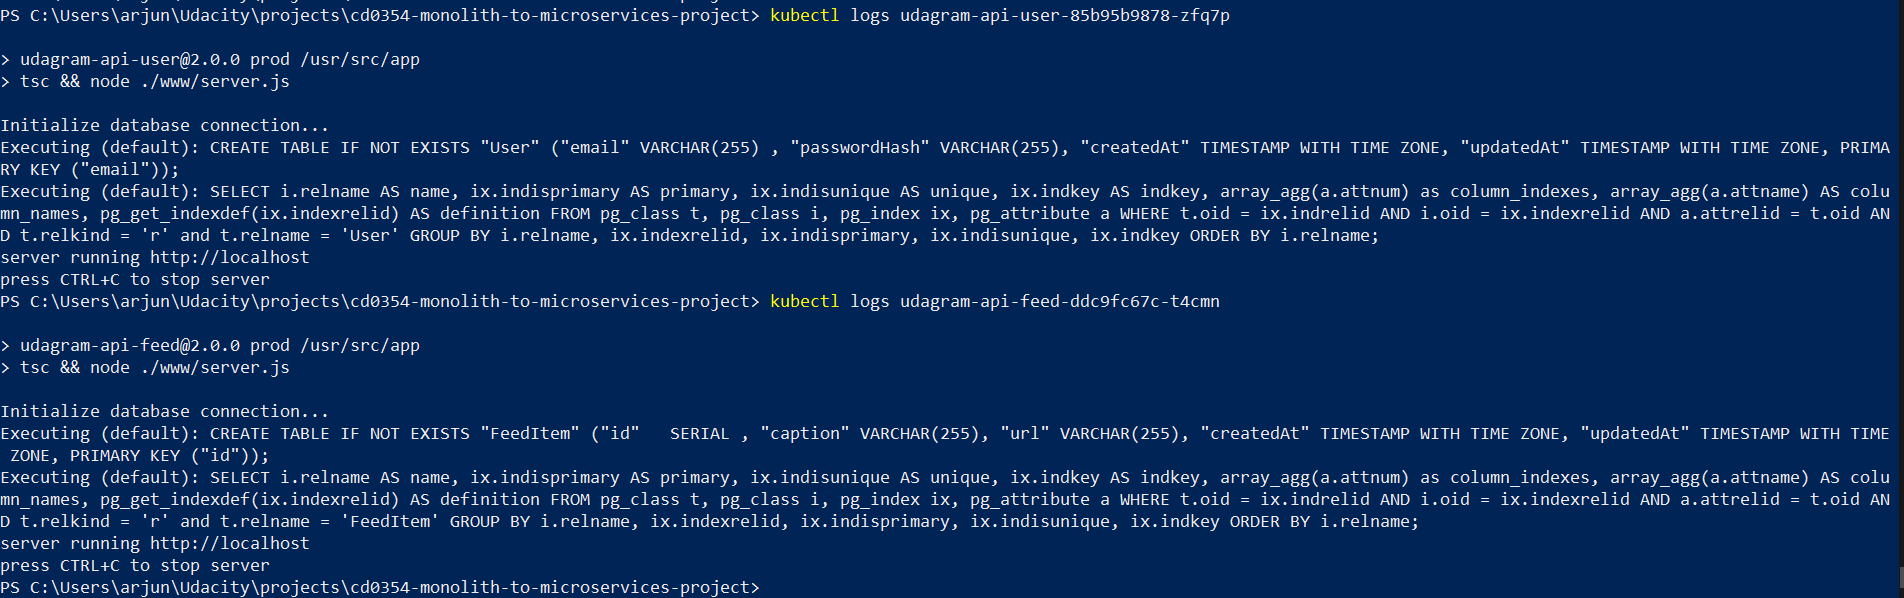 PS C:\Users\arjun\Udacity\projects\cd0354-monolith-to-microservices-project> kubectl logs udagram-api-user-85b95b9878-zfq7p
> udagram-api-user@2.0.0 prod /usr/src/app
> tsc && node ./www/server.js
Initialize database connection...
Executing (default): CREATE TABLE IF NOT EXISTS "User" ("email" VARCHAR(255) , "passwordHash" VARCHAR(255), "createdAt" TIMESTAMP WITH TIME ZONE, "updatedAt" TIMESTAMP WITH TIME ZONE, PRIMA
RY KEY ("email"));
Executing (default): SELECT i.relname AS name, ix.indisprimary AS primary, ix.indisunique AS unique, ix.indkey AS indkey, array_agg(a.attnum) as column_indexes, array_agg(a.attname) AS colu
mn_names, pg_get_indexdef(ix.indexrelid) AS definition FROM pg_class t, pg_class i, pg_index ix, pg_attribute a WHERE t.oid = ix.indrelid AND i.oid = ix.indexrelid AND a.attrelid = t.oid AN
D t.relkind = 'r' and t.relname = 'User' GROUP BY i.relname, ix.indexrelid, ix.indisprimary, ix.indisunique, ix.indkey ORDER BY i.relname;
server running http://localhost
press CTRL+C to stop server
PS C:\Users\arjun\Udacity\projects\cd0354-monolith-to-microservices-project> kubectl logs udagram-api-feed-ddc9fc67c-t4cmn
> udagram-api-feed@2.0.0 prod /usr/src/app
> tsc && node ./www/server.js
Initialize database connection...
Executing (default): CREATE TABLE IF NOT EXISTS "FeedItem" ("id"   SERIAL , "caption" VARCHAR(255), "url" VARCHAR(255), "createdAt" TIMESTAMP WITH TIME ZONE, "updatedAt" TIMESTAMP WITH TIME
 ZONE, PRIMARY KEY ("id"));
Executing (default): SELECT i.relname AS name, ix.indisprimary AS primary, ix.indisunique AS unique, ix.indkey AS indkey, array_agg(a.attnum) as column_indexes, array_agg(a.attname) AS colu
mn_names, pg_get_indexdef(ix.indexrelid) AS definition FROM pg_class t, pg_class i, pg_index ix, pg_attribute a WHERE t.oid = ix.indrelid AND i.oid = ix.indexrelid AND a.attrelid = t.oid AN
D t.relkind = 'r' and t.relname = 'FeedItem' GROUP BY i.relname, ix.indexrelid, ix.indisprimary, ix.indisunique, ix.indkey ORDER BY i.relname;
server running http://localhost
press CTRL+C to stop server
PS C:\Users\arjun\Udacity\projects\cd0354-monolith-to-microservices-project>